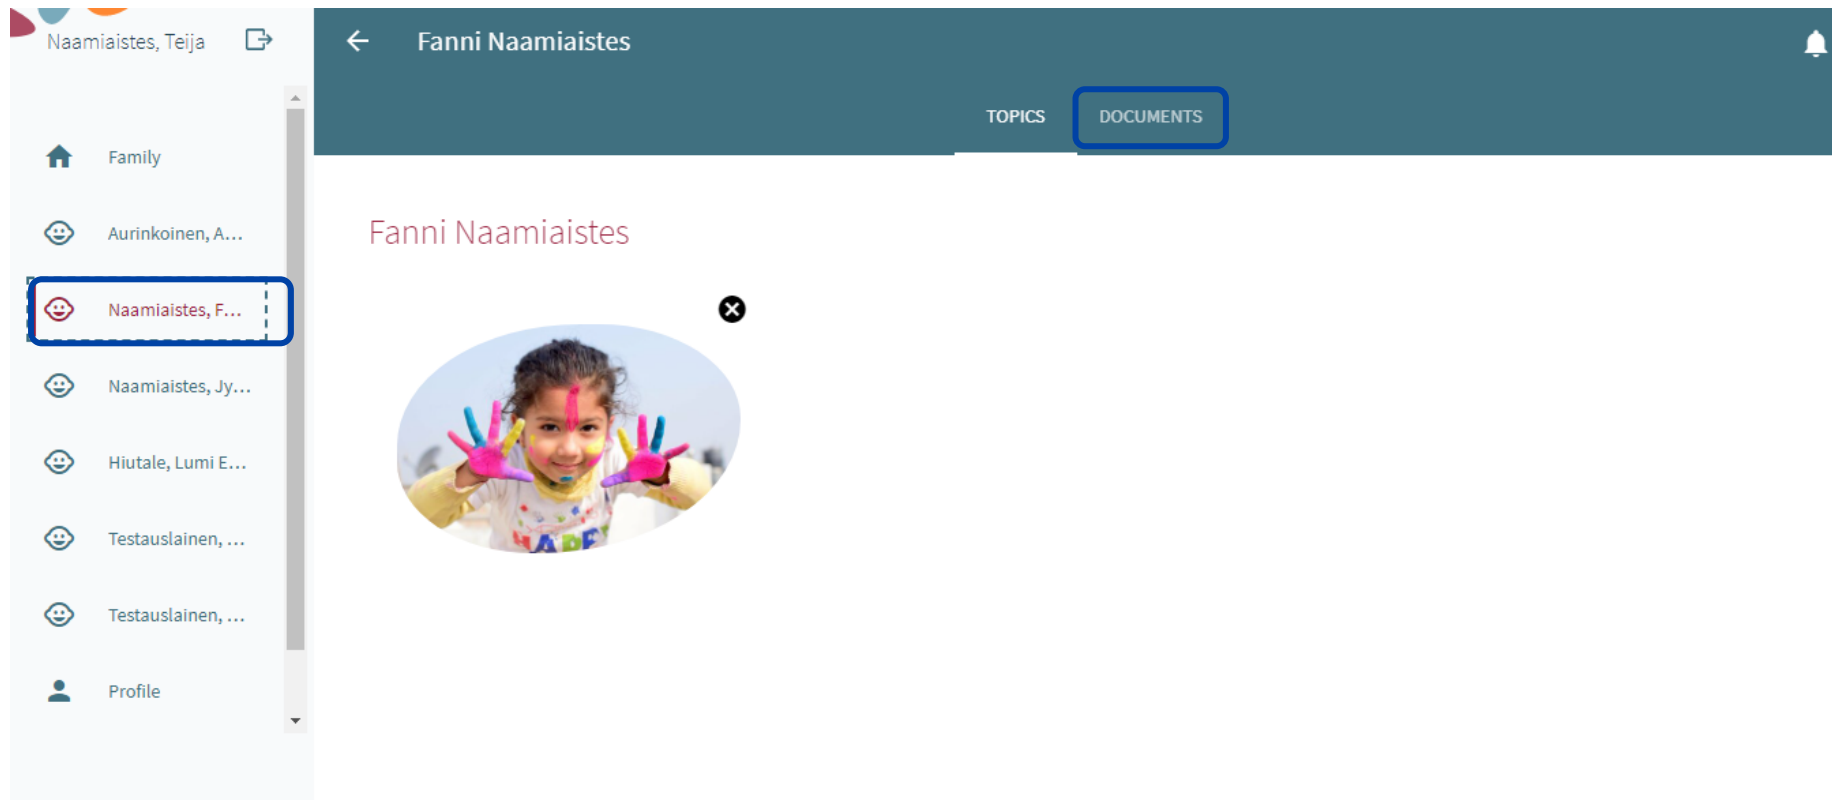 Naamiaistes, Teija
Family
Aurinkoinen, A...
Naamiaistes, F...
Naamiaistes, Jy...
Hiutale, Lumi E...
Testauslainen, ...
Testauslainen, ...
Profile
Fanni Naamiaistes
TOPICS
DOCUMENTS
Fanni Naamiaistes